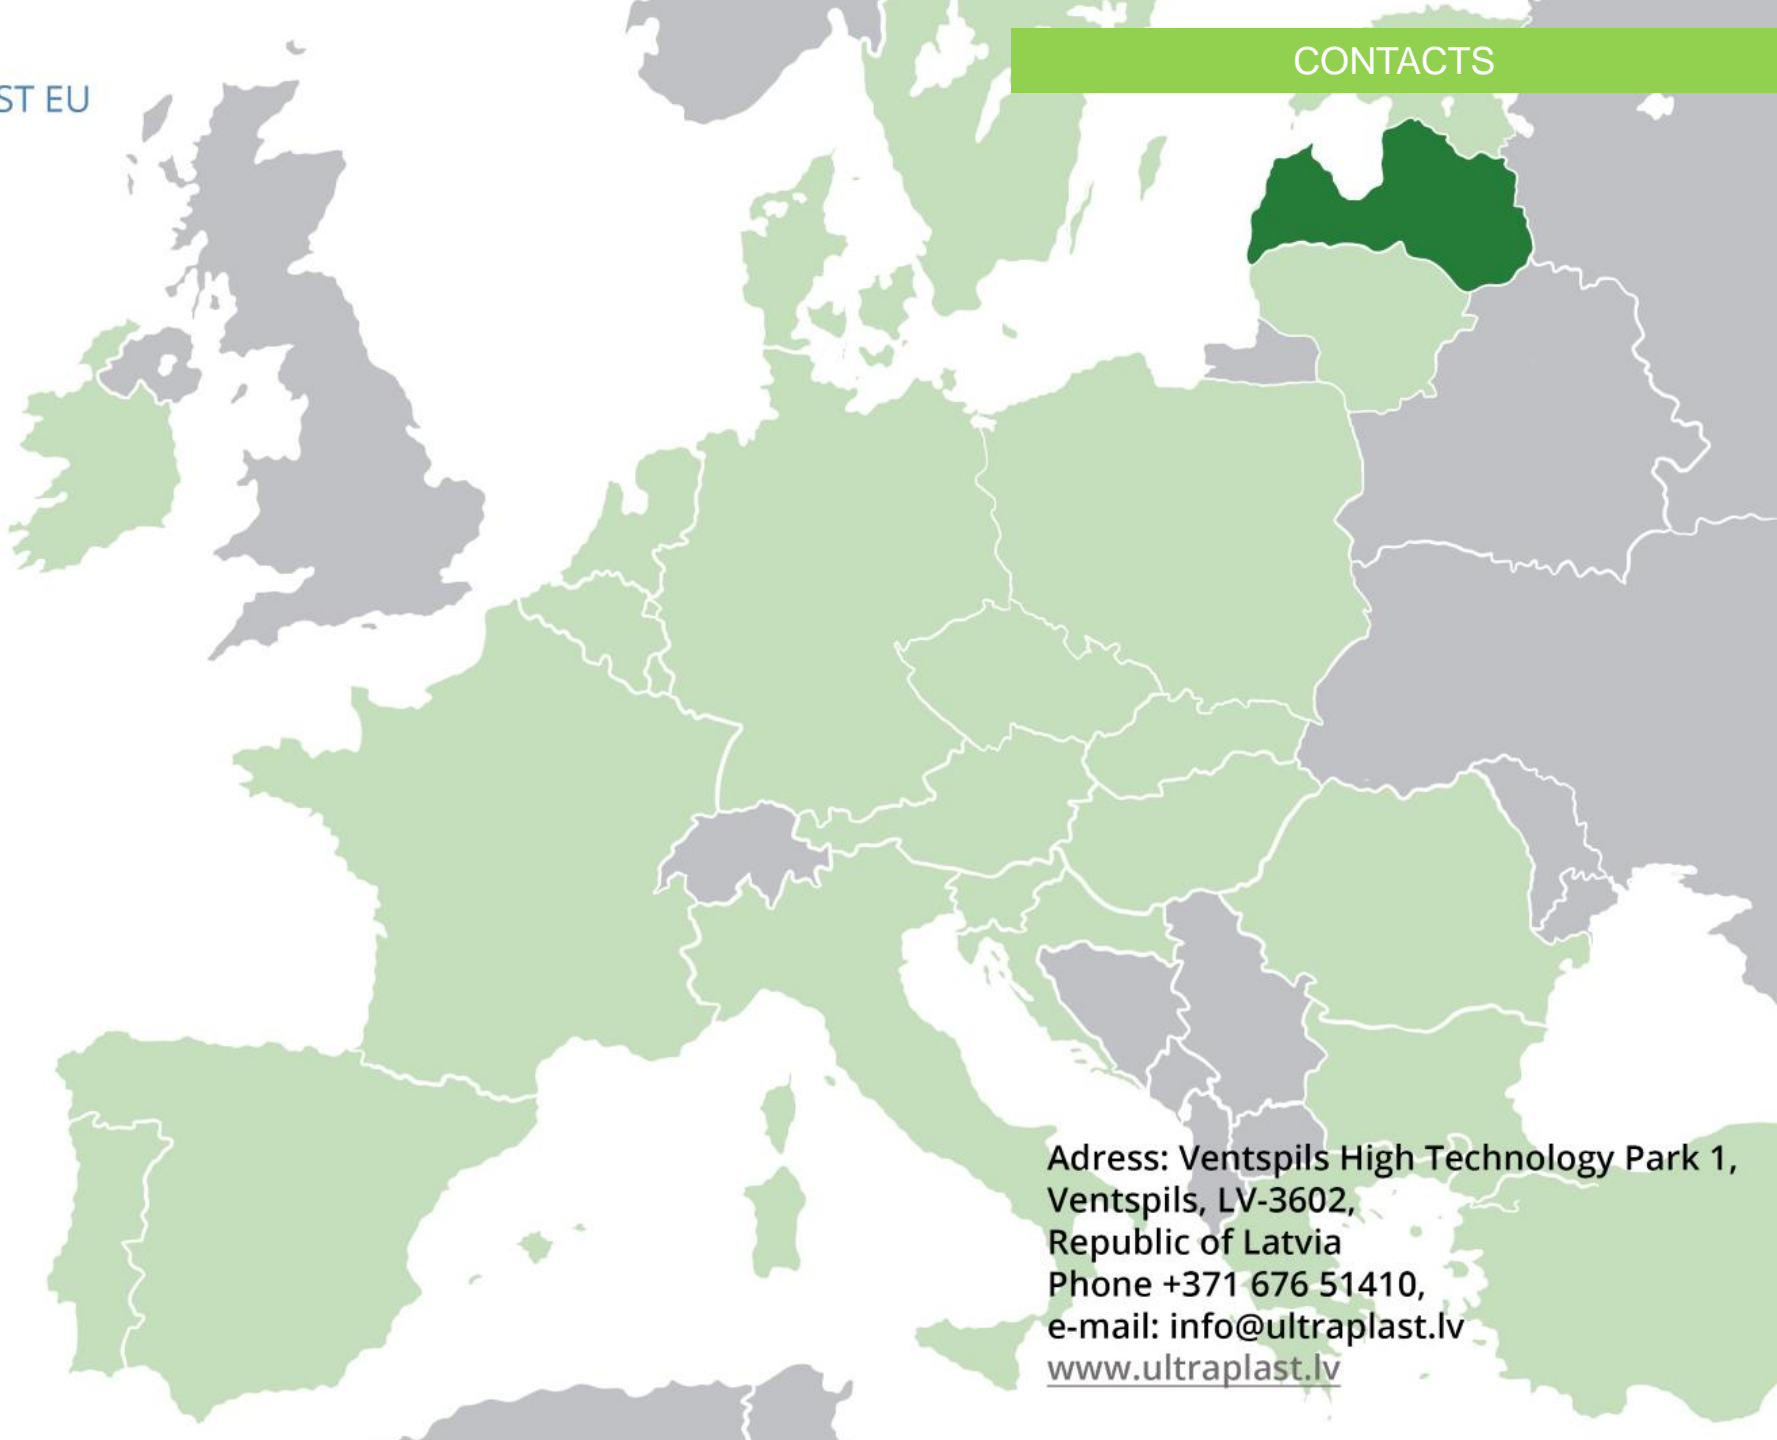 CONTACTS
ST EU
Adress: Ventspils High Technology Park 1,
Ventspils, LV-3602,
Republic of Latvia
Phone +371 676 51410,
e-mail: info@ultraplast.lv
www.ultraplast.lv